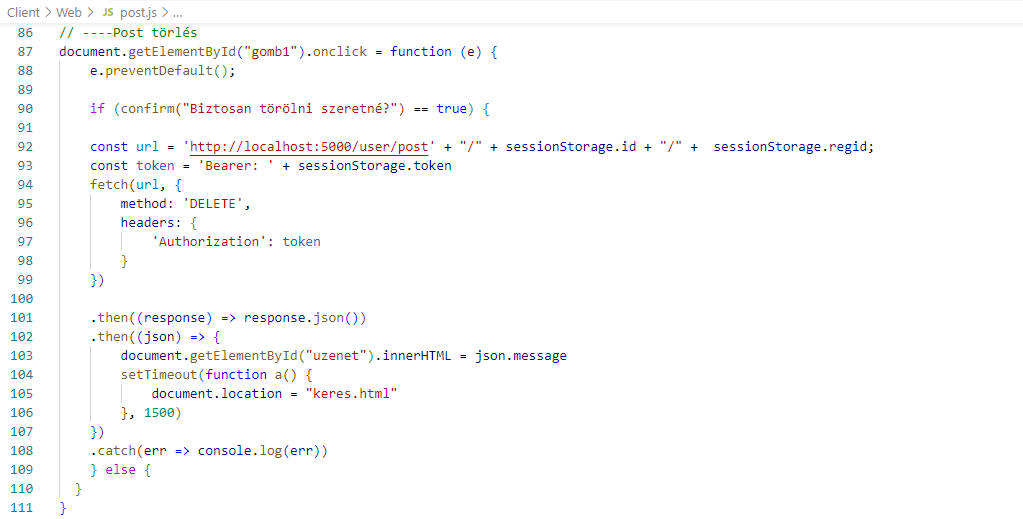 Client > Web > JS post.js > ...
86 // ----Post törlés
87 document.getElementById("gomb1").onclick = function (e) {
88     e.preventDefault();
89
90     if (confirm("Biztosan törölni szeretné?") == true) {
91
92     const url = 'http://localhost:5000/user/post' + "/" + sessionStorage.id + "/" +  sessionStorage.regid;
93     const token = 'Bearer: ' + sessionStorage.token
94     fetch(url, {
95         method: 'DELETE',
96         headers: {
97             'Authorization': token
98         }
99     })
100
101     .then((response) => response.json())
102     .then((json) => {
103         document.getElementById("uzenet").innerHTML = json.message
104         setTimeout(function a() {
105             document.location = "keres.html"
106         }, 1500)
107     })
108     .catch(err => console.log(err))
109     } else {
110   }
111 }